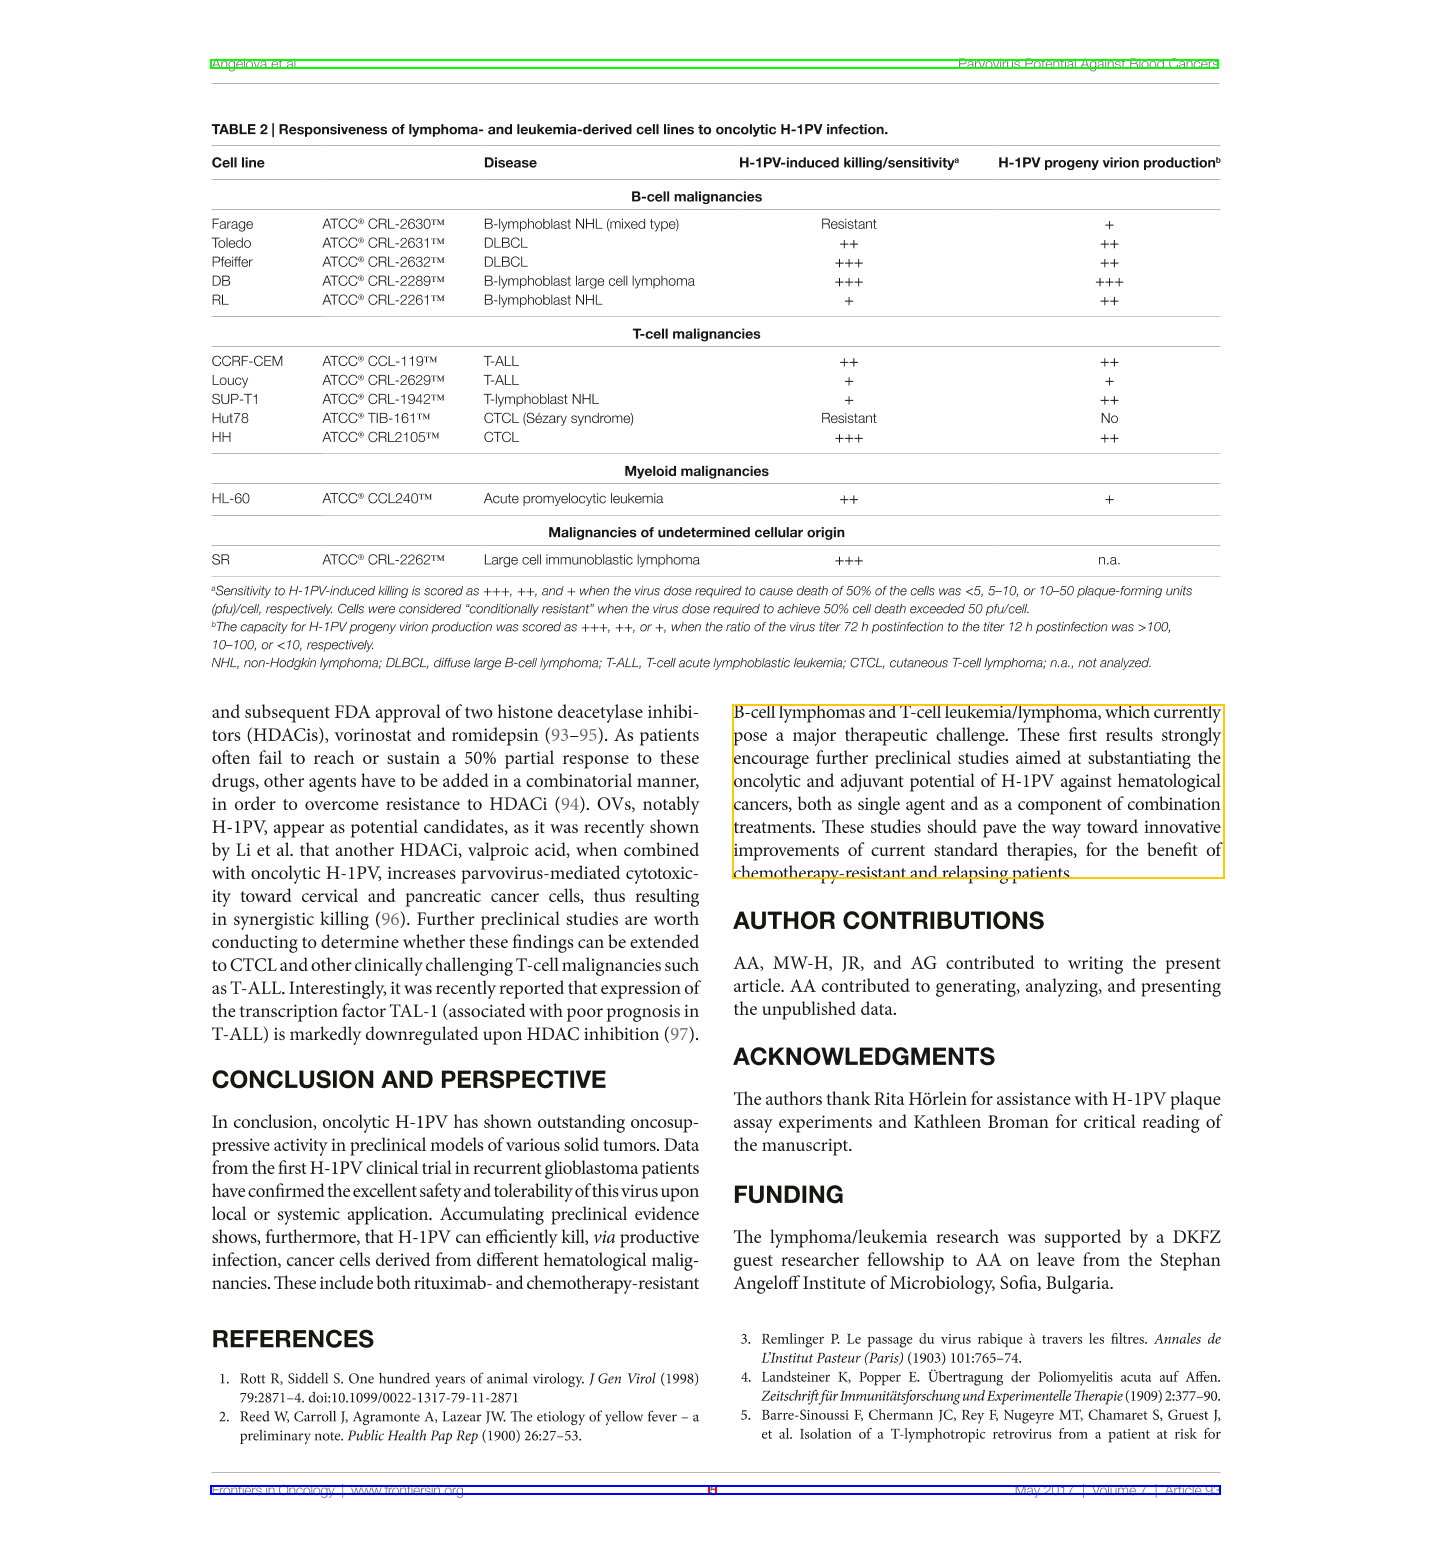 Angelova et al.
Parvovirus Potential Against Blood Cancers
TABLE 2 | Responsiveness of lymphoma- and leukemia-derived cell lines to oncolytic H-1PV infection.
Cell line Disease H-1PV-induced killing/sensitivityᵃ H-1PV progeny virion productionᵇ
B-cell malignancies
Farage ATCC® CRL-2630™ B-lymphoblast NHL (mixed type) Resistant +
Toledo ATCC® CRL-2631™ DLBCL ++ ++
Pfeiffer ATCC® CRL-2632™ DLBCL +++ ++
DB ATCC® CRL-2289™ B-lymphoblast large cell lymphoma +++ +++
RL ATCC® CRL-2261™ B-lymphoblast NHL + ++
T-cell malignancies
CCRF-CEM ATCC® CCL-119™ T-ALL ++ ++
Loucy ATCC® CRL-2629™ T-ALL + +
SUP-T1 ATCC® CRL-1942™ T-lymphoblast NHL + ++
Hut78 ATCC® TIB-161™ CTCL (Sézary syndrome) Resistant No
HH ATCC® CRL2105™ CTCL +++ ++
Myeloid malignancies
HL-60 ATCC® CCL240™ Acute promyelocytic leukemia ++ +
Malignancies of undetermined cellular origin
SR ATCC® CRL-2262™ Large cell immunoblastic lymphoma +++ n.a.
ᵃSensitivity to H-1PV-induced killing is scored as +++, ++, and + when the virus dose required to cause death of 50% of the cells was <5, 5–10, or 10–50 plaque-forming units
(pfu)/cell, respectively. Cells were considered “conditionally resistant” when the virus dose required to achieve 50% cell death exceeded 50 pfu/cell.
ᵇThe capacity for H-1PV progeny virion production was scored as +++, ++, or +, when the ratio of the virus titer 72 h postinfection to the titer 12 h postinfection was >100,
10–100, or <10, respectively.
NHL, non-Hodgkin lymphoma; DLBCL, diffuse large B-cell lymphoma; T-ALL, T-cell acute lymphoblastic leukemia; CTCL, cutaneous T-cell lymphoma; n.a., not analyzed.
and subsequent FDA approval of two histone deacetylase inhibi-
tors (HDACis), vorinostat and romidepsin (93–95). As patients
often fail to reach or sustain a 50% partial response to these
drugs, other agents have to be added in a combinatorial manner,
in order to overcome resistance to HDACi (94). OVs, notably
H-1PV, appear as potential candidates, as it was recently shown
by Li et al. that another HDACi, valproic acid, when combined
with oncolytic H-1PV, increases parvovirus-mediated cytotoxic-
ity toward cervical and pancreatic cancer cells, thus resulting
in synergistic killing (96). Further preclinical studies are worth
conducting to determine whether these findings can be extended
to CTCL and other clinically challenging T-cell malignancies such
as T-ALL. Interestingly, it was recently reported that expression of
the transcription factor TAL-1 (associated with poor prognosis in
T-ALL) is markedly downregulated upon HDAC inhibition (97).
CONCLUSION AND PERSPECTIVE
In conclusion, oncolytic H-1PV has shown outstanding oncosup-
pressive activity in preclinical models of various solid tumors. Data
from the first H-1PV clinical trial in recurrent glioblastoma patients
have confirmed the excellent safety and tolerability of this virus upon
local or systemic application. Accumulating preclinical evidence
shows, furthermore, that H-1PV can efficiently kill, via productive
infection, cancer cells derived from different hematological malig-
nancies. These include both rituximab- and chemotherapy-resistant
B-cell lymphomas and T-cell leukemia/lymphoma, which currently
pose a major therapeutic challenge. These first results strongly
encourage further preclinical studies aimed at substantiating the
oncolytic and adjuvant potential of H-1PV against hematological
cancers, both as single agent and as a component of combination
treatments. These studies should pave the way toward innovative
improvements of current standard therapies, for the benefit of
chemotherapy-resistant and relapsing patients.
AUTHOR CONTRIBUTIONS
AA, MW-H, JR, and AG contributed to writing the present
article. AA contributed to generating, analyzing, and presenting
the unpublished data.
ACKNOWLEDGMENTS
The authors thank Rita Hörlein for assistance with H-1PV plaque
assay experiments and Kathleen Broman for critical reading of
the manuscript.
FUNDING
The lymphoma/leukemia research was supported by a DKFZ
guest researcher fellowship to AA on leave from the Stephan
Angeloff Institute of Microbiology, Sofia, Bulgaria.
REFERENCES
1. Rott R, Siddell S. One hundred years of animal virology. J Gen Virol (1998)
79:2871–4. doi:10.1099/0022-1317-79-11-2871
2. Reed W, Carroll J, Agramonte A, Lazear JW. The etiology of yellow fever – a
preliminary note. Public Health Pap Rep (1900) 26:27–53.
3. Remlinger P. Le passage du virus rabique à travers les filtres. Annales de
L’Institut Pasteur (Paris) (1903) 101:765–74.
4. Landsteiner K, Popper E. Übertragung der Poliomyelitis acuta auf Affen.
Zeitschrift für Immunitätsforschung und Experimentelle Therapie (1909) 2:377–90.
5. Barre-Sinoussi F, Chermann JC, Rey F, Nugeyre MT, Chamaret S, Gruest J,
et al. Isolation of a T-lymphotropic retrovirus from a patient at risk for
Frontiers in Oncology | www.frontiersin.org
May 2017 | Volume 7 | Article 93